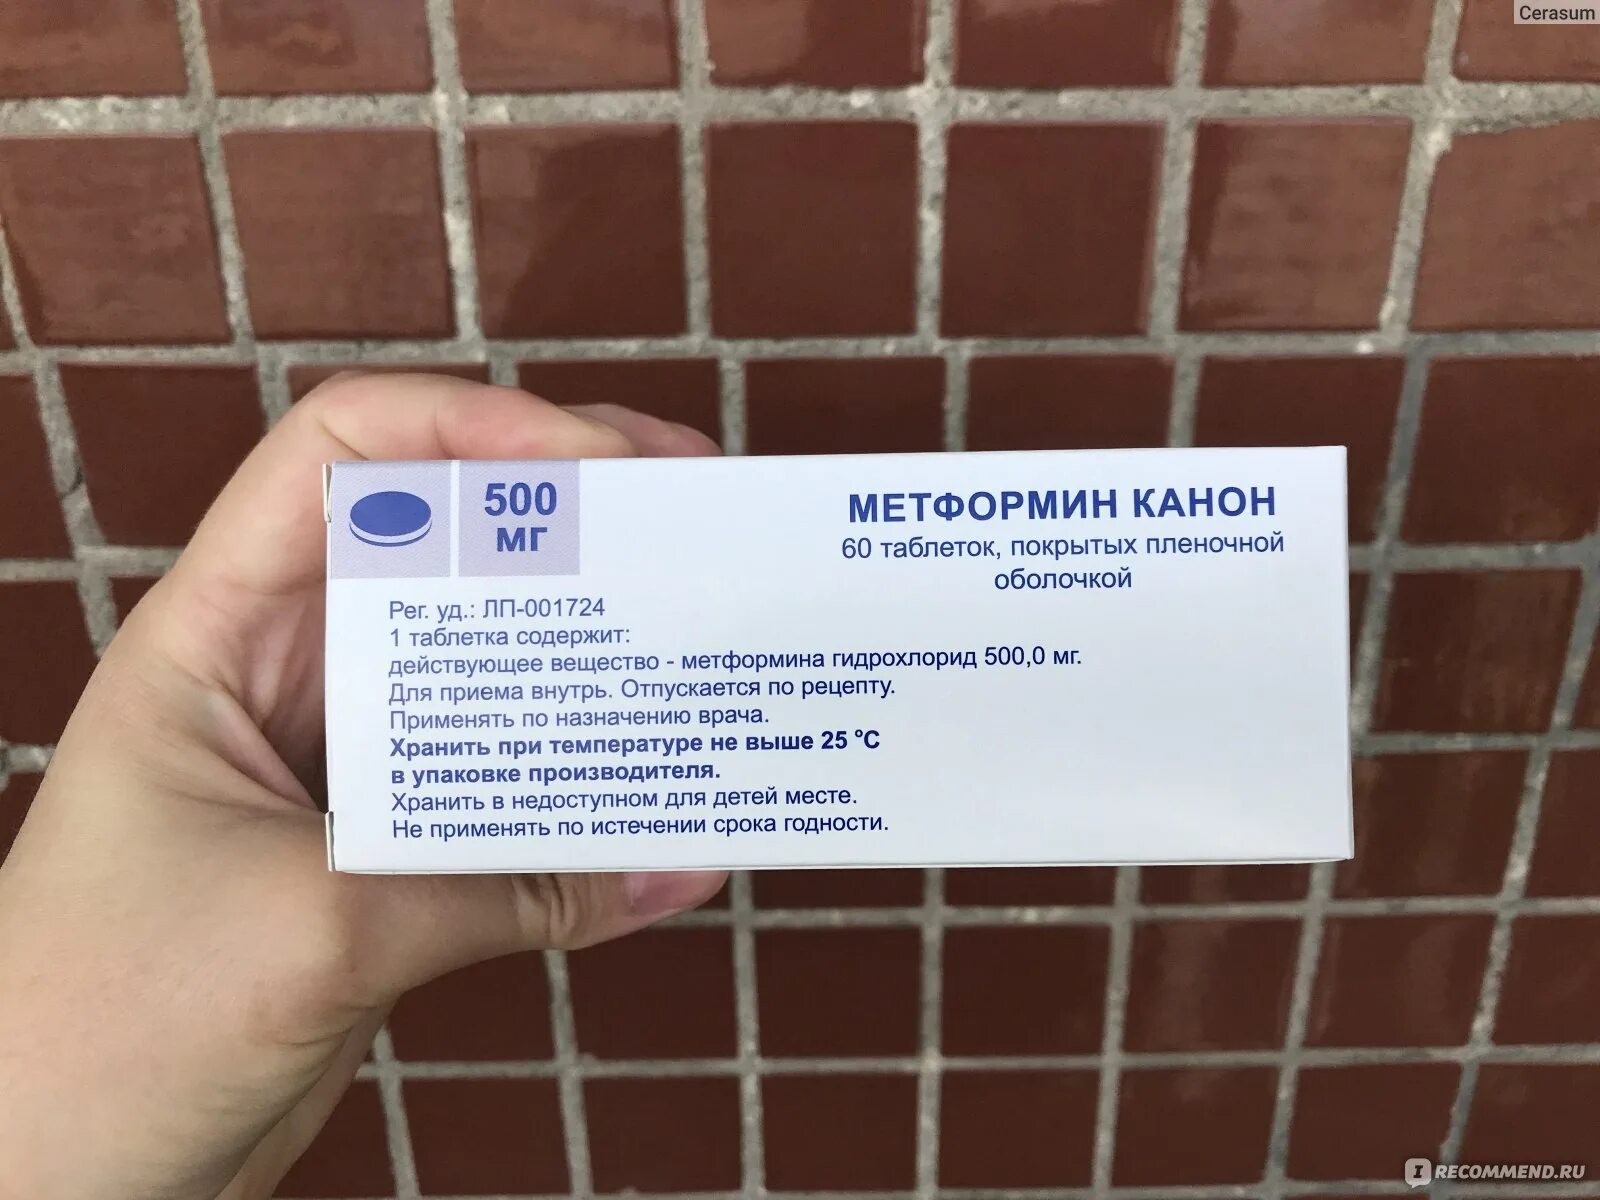 Cerasum
500
мг
МЕТФОРМИН КАНОН
60 таблеток, покрытых пленочной
оболочкой
Рег. уд.: ЛП-001724
1 таблетка содержит:
действующее вещество - метформина гидрохлорид 500,0 мг.
Для приема внутрь. Отпускается по рецепту.
Применять по назначению врача.
Хранить при температуре не выше 25 °С
в упаковке производителя.
Хранить в недоступном для детей месте.
Не применять по истечении срока годности.
IRECOMMEND.RU